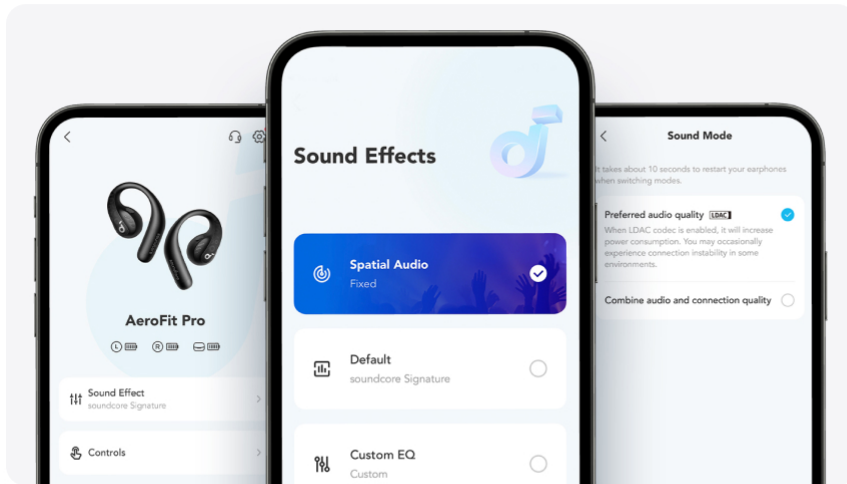 AeroFit Pro
L
R
Sound Effect
soundcore Signature
Controls
Sound Effects
Spatial Audio
Fixed
Default
soundcore Signature
Custom EQ
Custom
Sound Mode
It takes about 10 seconds to restart your earphones
when switching modes.
Preferred audio quality LDAC
When LDAC codec is enabled, it will increase
power consumption. You may occasionally
experience connection instability in some
environments.
Combine audio and connection quality